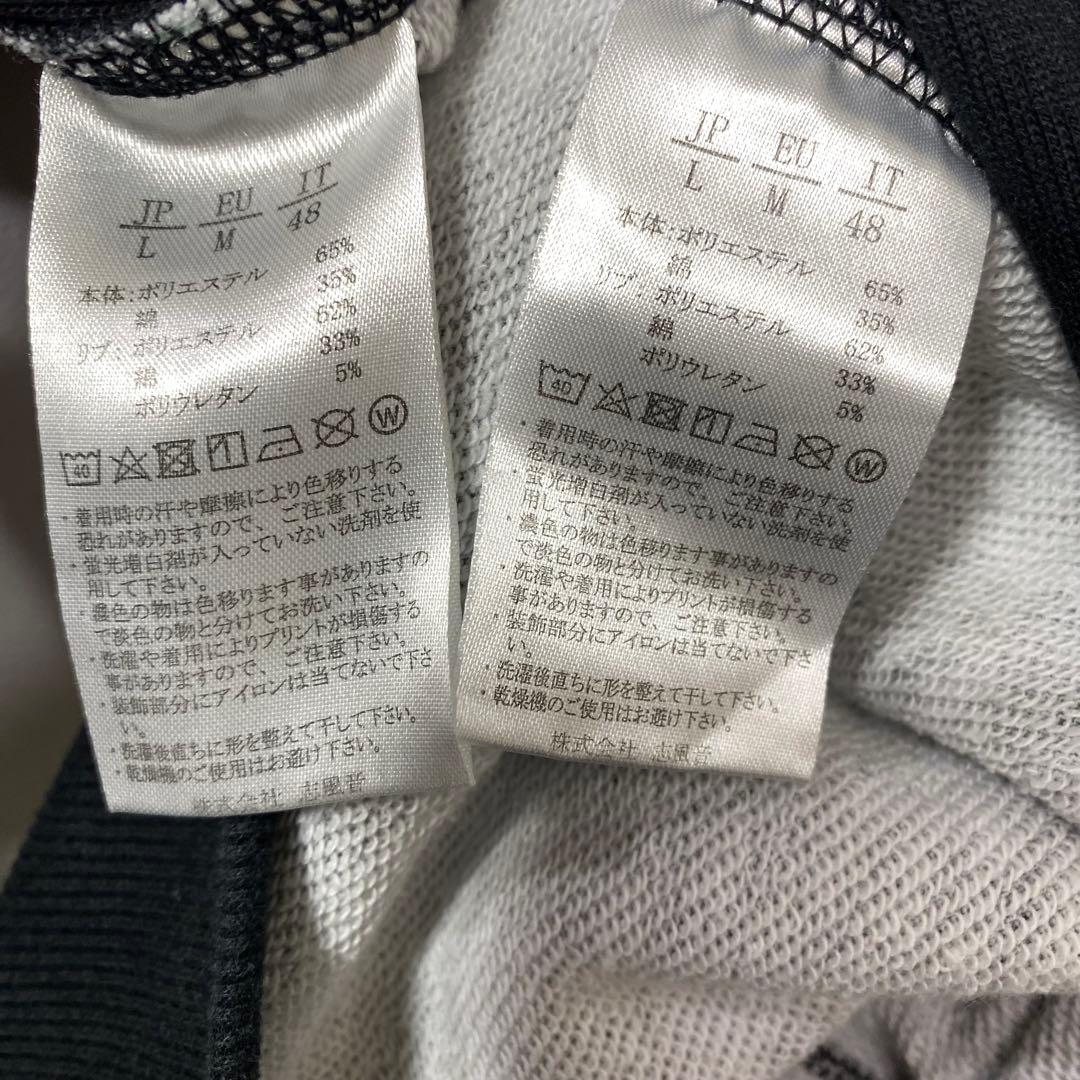 JP EU IT
L M 48
本体:ポリエステル 65%
綿 35%
リブ:ポリエステル 62%
綿 33%
ポリウレタン 5%
40 W
・着用時の汗や摩擦により色移りする
恐れがありますので、ご注意下さい。
・蛍光増白剤が入っていない洗剤を使
用して下さい。
・濃色の物は色移ります事がありますの
で淡色の物と分けてお洗い下さい。
・洗濯や着用によりプリントが損傷する
事がありますので、ご注意下さい。
・装飾部分にアイロンは当てないで下さ
い。
・洗濯後直ちに形を整えて干して下さい。
・乾燥機のご使用はお避け下さい。
株式会社 志風音
JP EU IT
L M 48
本体:ポリエステル 65%
綿 35%
リブ:ポリエステル 62%
綿 33%
ポリウレタン 5%
40 W
・着用時の汗や摩擦により色移りする
恐れがありますので、ご注意下さい。
・蛍光増白剤が入っていない洗剤を使
用して下さい。
・濃色の物は色移ります事がありますの
で淡色の物と分けてお洗い下さい。
・洗濯や着用によりプリントが損傷する
事がありますので、ご注意下さい。
・装飾部分にアイロンは当てないで下さ
い。
・洗濯後直ちに形を整えて干して下さい。
・乾燥機のご使用はお避け下さい。
株式会社 志風音